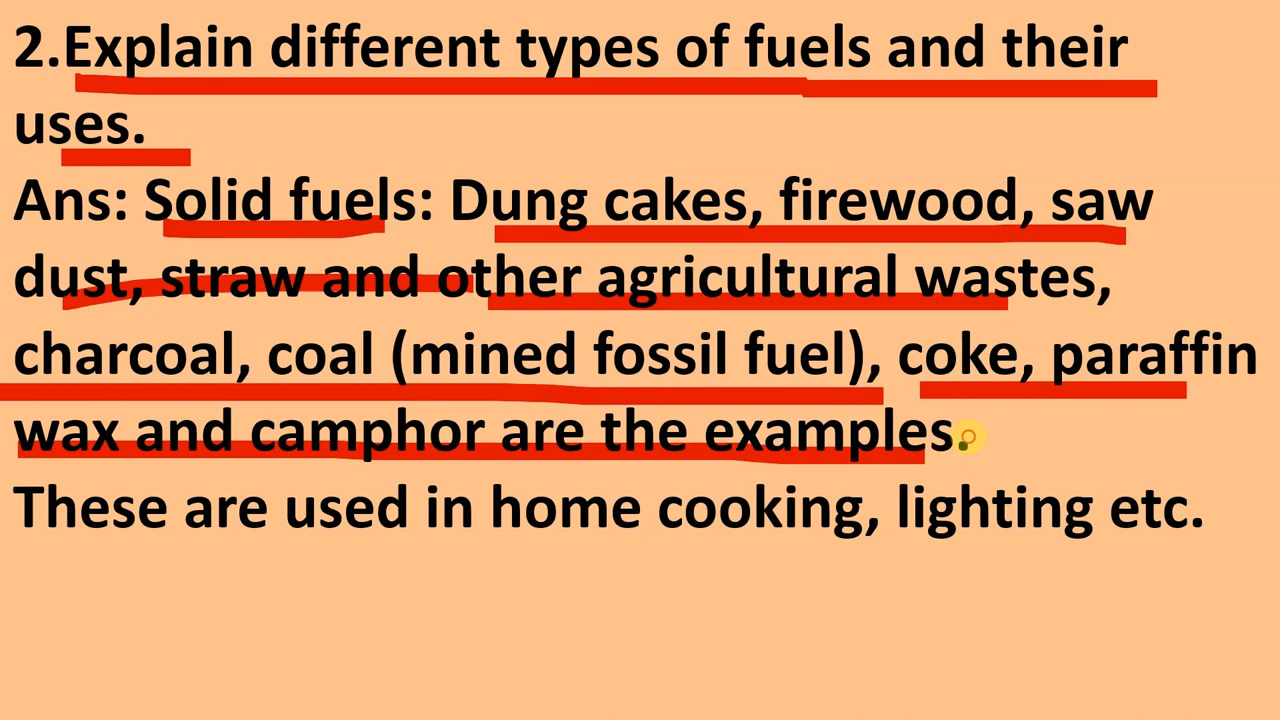 2.Explain different types of fuels and their
uses.
Ans: Solid fuels: Dung cakes, firewood, saw
dust, straw and other agricultural wastes,
charcoal, coal (mined fossil fuel), coke, paraffin
wax and camphor are the examples.
These are used in home cooking, lighting etc.